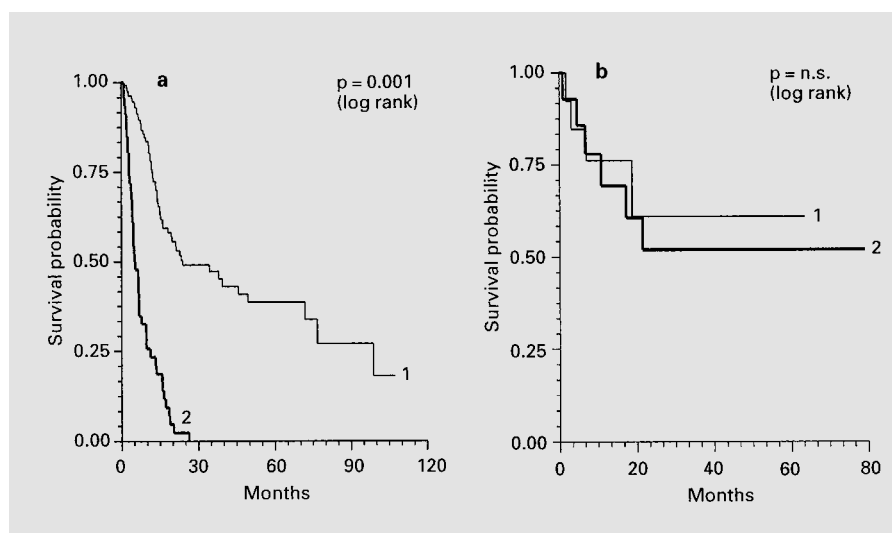 a
p = 0.001
(log rank)
Survival probability
1.00
0.75
0.50
0.25
0.00
1
2
0
30
60
90
120
Months
b
p = n.s.
(log rank)
Survival probability
1.00
0.75
0.50
0.25
0.00
1
2
0
20
40
60
80
Months